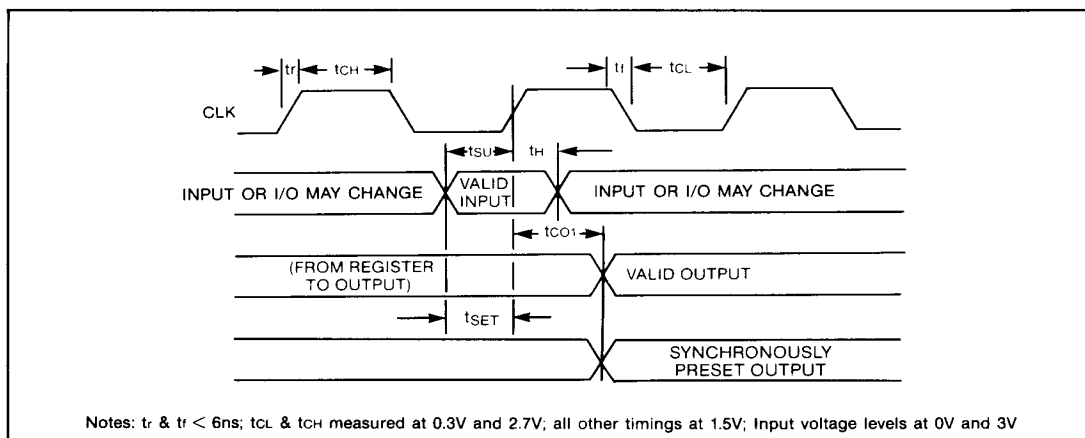 tr tCH tf tCL
CLK
tSU tH
INPUT OR I/O MAY CHANGE VALID INPUT INPUT OR I/O MAY CHANGE
tCO1
(FROM REGISTER TO OUTPUT) VALID OUTPUT
tSET
SYNCHRONOUSLY
PRESET OUTPUT
Notes: tr & tf < 6ns; tCL & tCH measured at 0.3V and 2.7V; all other timings at 1.5V; Input voltage levels at 0V and 3V